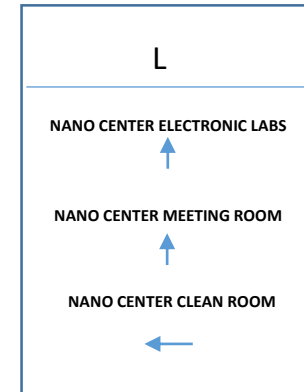 L
NANO CENTER ELECTRONIC LABS
NANO CENTER MEETING ROOM
NANO CENTER CLEAN ROOM